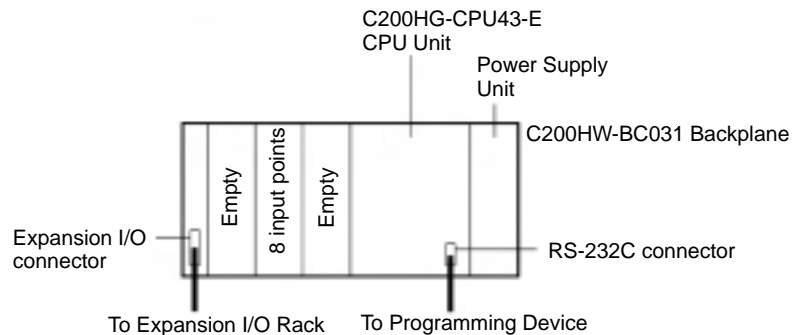 C200HG-CPU43-E
CPU Unit
Power Supply
Unit
C200HW-BC031 Backplane
Empty
8 input points
Empty
Expansion I/O
connector
RS-232C connector
To Expansion I/O Rack
To Programming Device